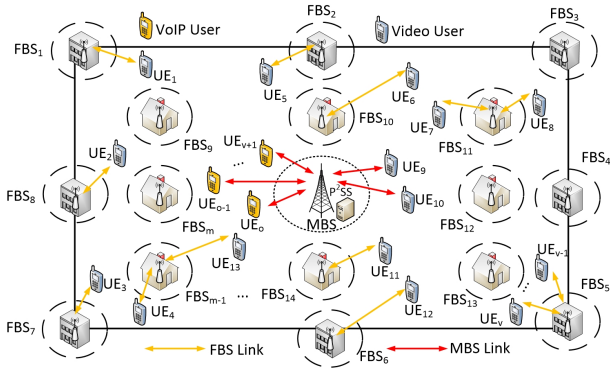 VoIP User
FBS2
Video User
FBS3
FBS1
UE1
UE5
UE6
FBS10
UE7
UE8
FBS9
FBS11
UE2
...
UEv+1
UE9
FBS4
FBS8
UEo-1
P2SS
UE10
UEo
MBS
FBS12
FBSm
UE13
UE11
UEv-1
UE3
UE4
FBSm-1
...
FBS14
UE12
FBS13
...
UEv
FBS5
FBS7
FBS6
FBS Link
MBS Link